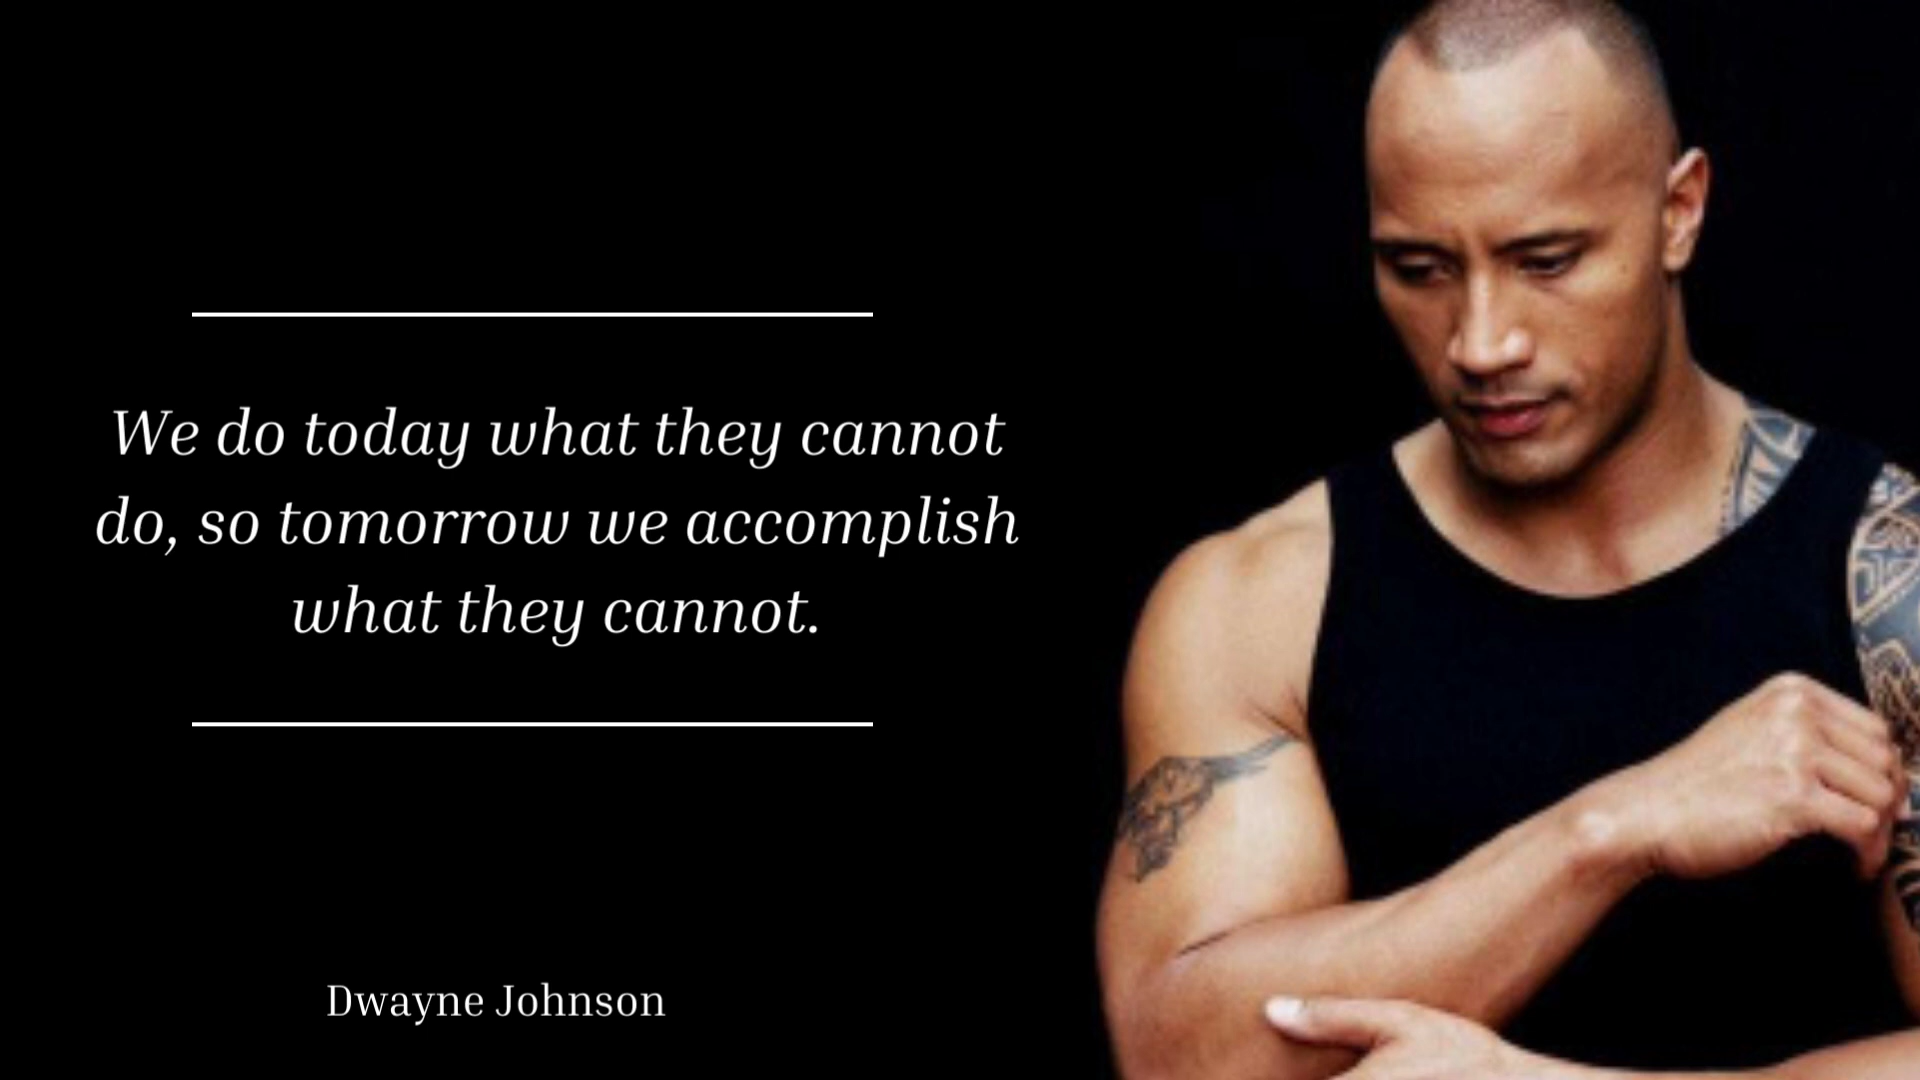 We do today what they cannot
do, so tomorrow we accomplish
what they cannot.
Dwayne Johnson